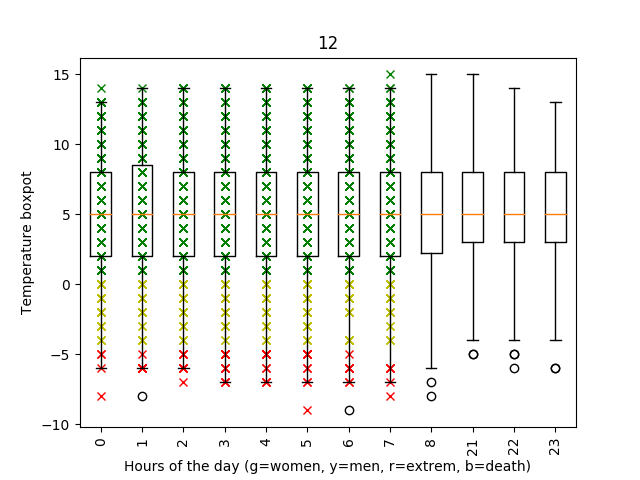 12
15
10
5
0
−5
−10
Temperature boxpot
0 1 2 3 4 5 6 7 8 21 22 23
Hours of the day (g=women, y=men, r=extrem, b=death)